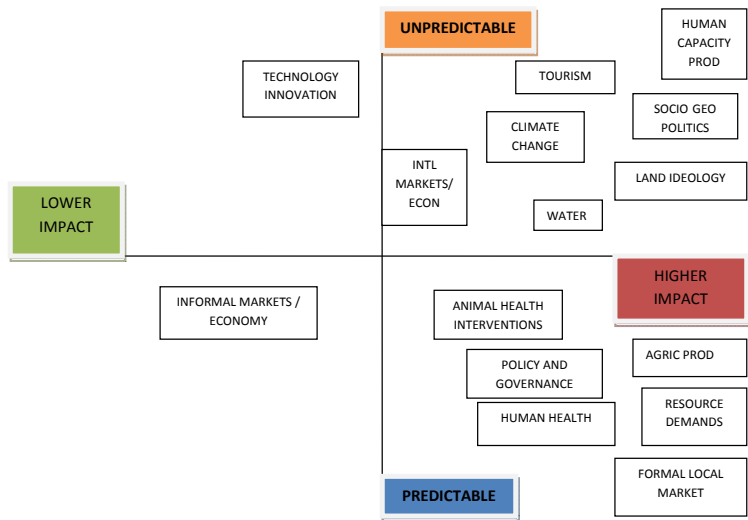 UNPREDICTABLE
HUMAN
CAPACITY
PROD
TECHNOLOGY
INNOVATION
TOURISM
SOCIO GEO
POLITICS
CLIMATE
CHANGE
INTL
MARKETS/
ECON
LAND IDEOLOGY
LOWER
IMPACT
WATER
HIGHER
IMPACT
INFORMAL MARKETS /
ECONOMY
ANIMAL HEALTH
INTERVENTIONS
AGRIC PROD
POLICY AND
GOVERNANCE
RESOURCE
DEMANDS
HUMAN HEALTH
FORMAL LOCAL
MARKET
PREDICTABLE